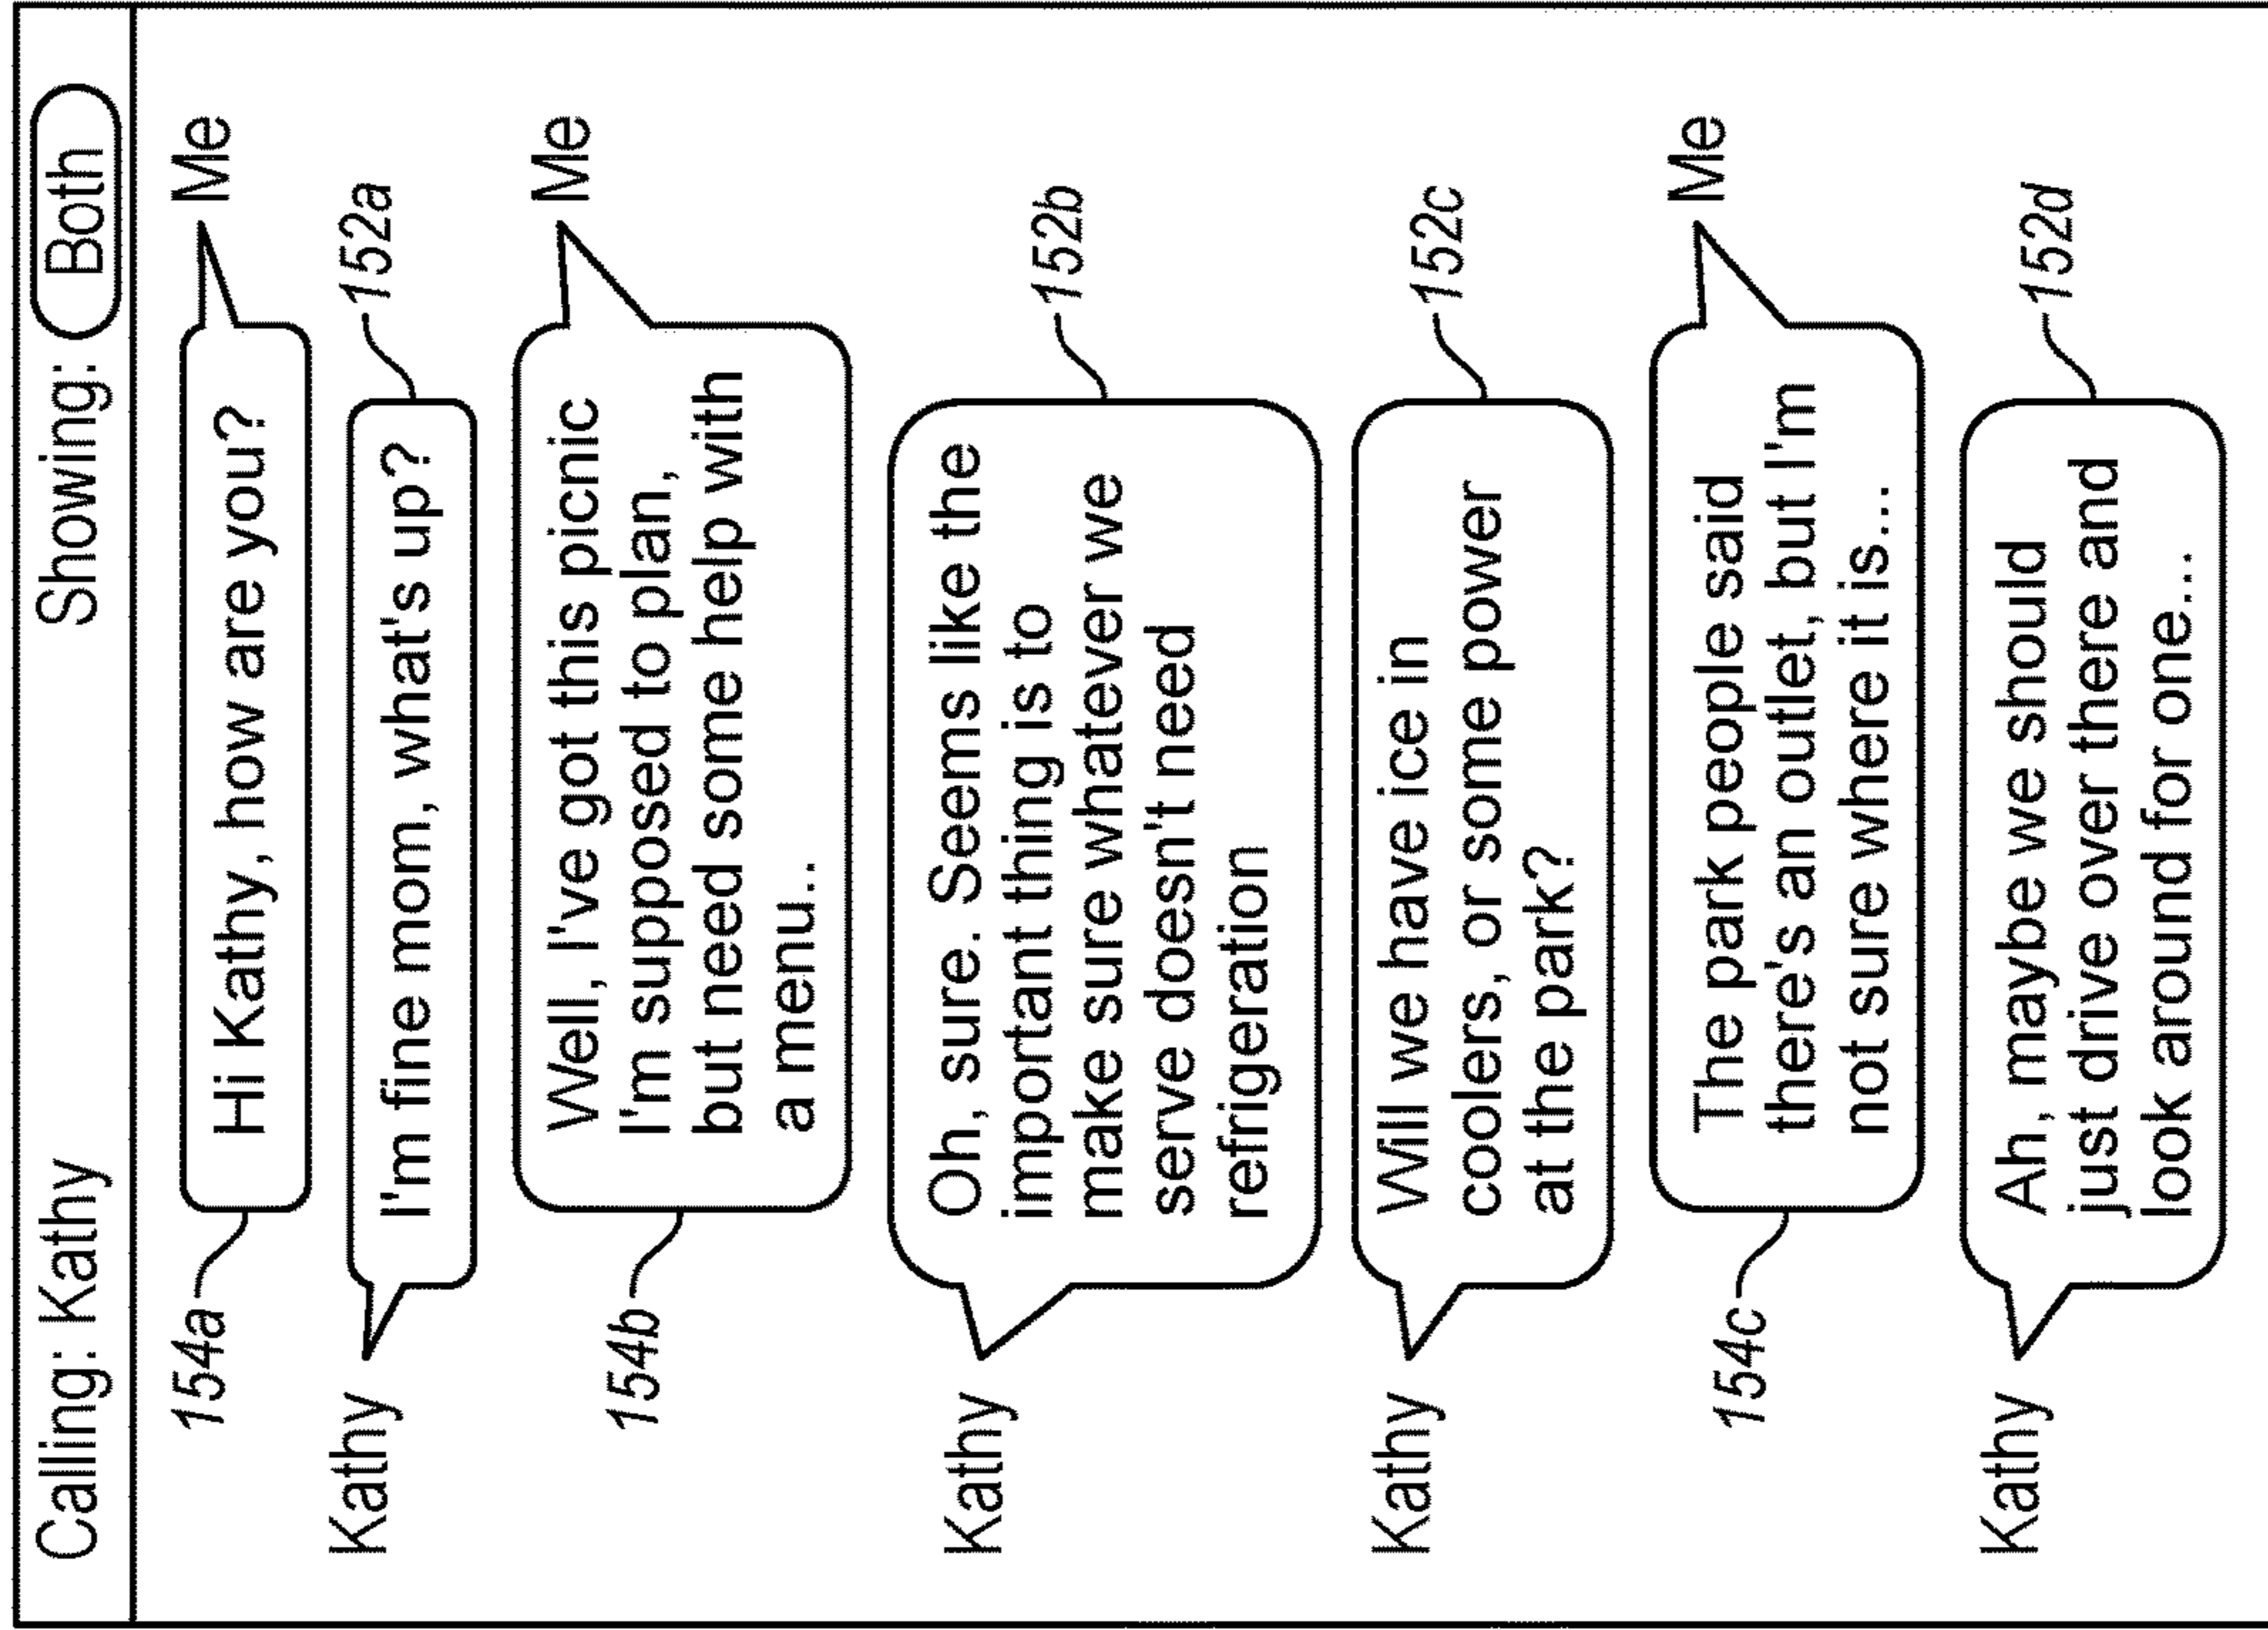 Calling: Kathy Showing: Both
Hi Kathy, how are you? Me
154a
Kathy I'm fine mom, what's up? 152a
Well, I've got this picnic Me
I'm supposed to plan,
but need some help with
a menu..
154b
Kathy Oh, sure. Seems like the
important thing is to
make sure whatever we
serve doesn't need
refrigeration
152b
Kathy Will we have ice in
coolers, or some power
at the park?
152c
The park people said Me
there's an outlet, but I'm
not sure where it is...
154c
Kathy Ah, maybe we should
just drive over there and
look around for one...
152d